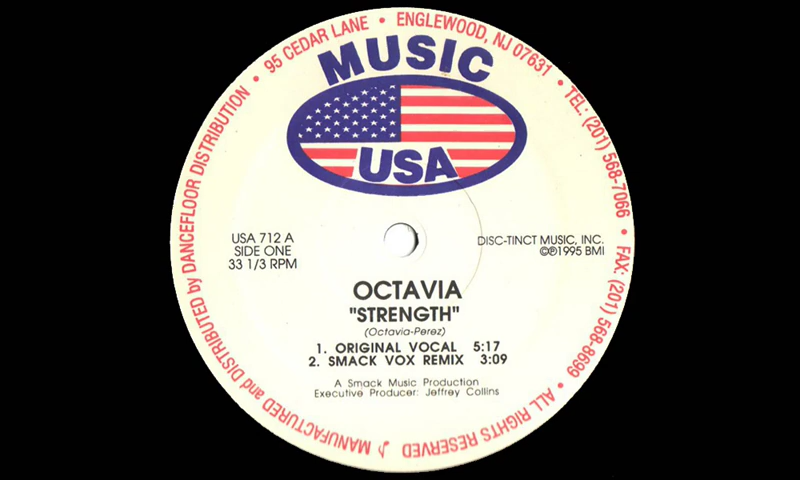 MUSIC
USA
USA 712 A
SIDE ONE
33 1/3 RPM
DISC-TINCT MUSIC, INC.
©℗1995 BMI
OCTAVIA
"STRENGTH"
(Octavia-Perez)
1. ORIGINAL VOCAL 5:17
2. SMACK VOX REMIX 3:09
A Smack Music Production
Executive Producer: Jeffrey Collins
♪ MANUFACTURED and DISTRIBUTED by DANCEFLOOR DISTRIBUTION • 95 CEDAR LANE • ENGLEWOOD, NJ 07631 • TEL: (201) 568-7066 • FAX: (201) 568-8699 • ALL RIGHTS RESERVED